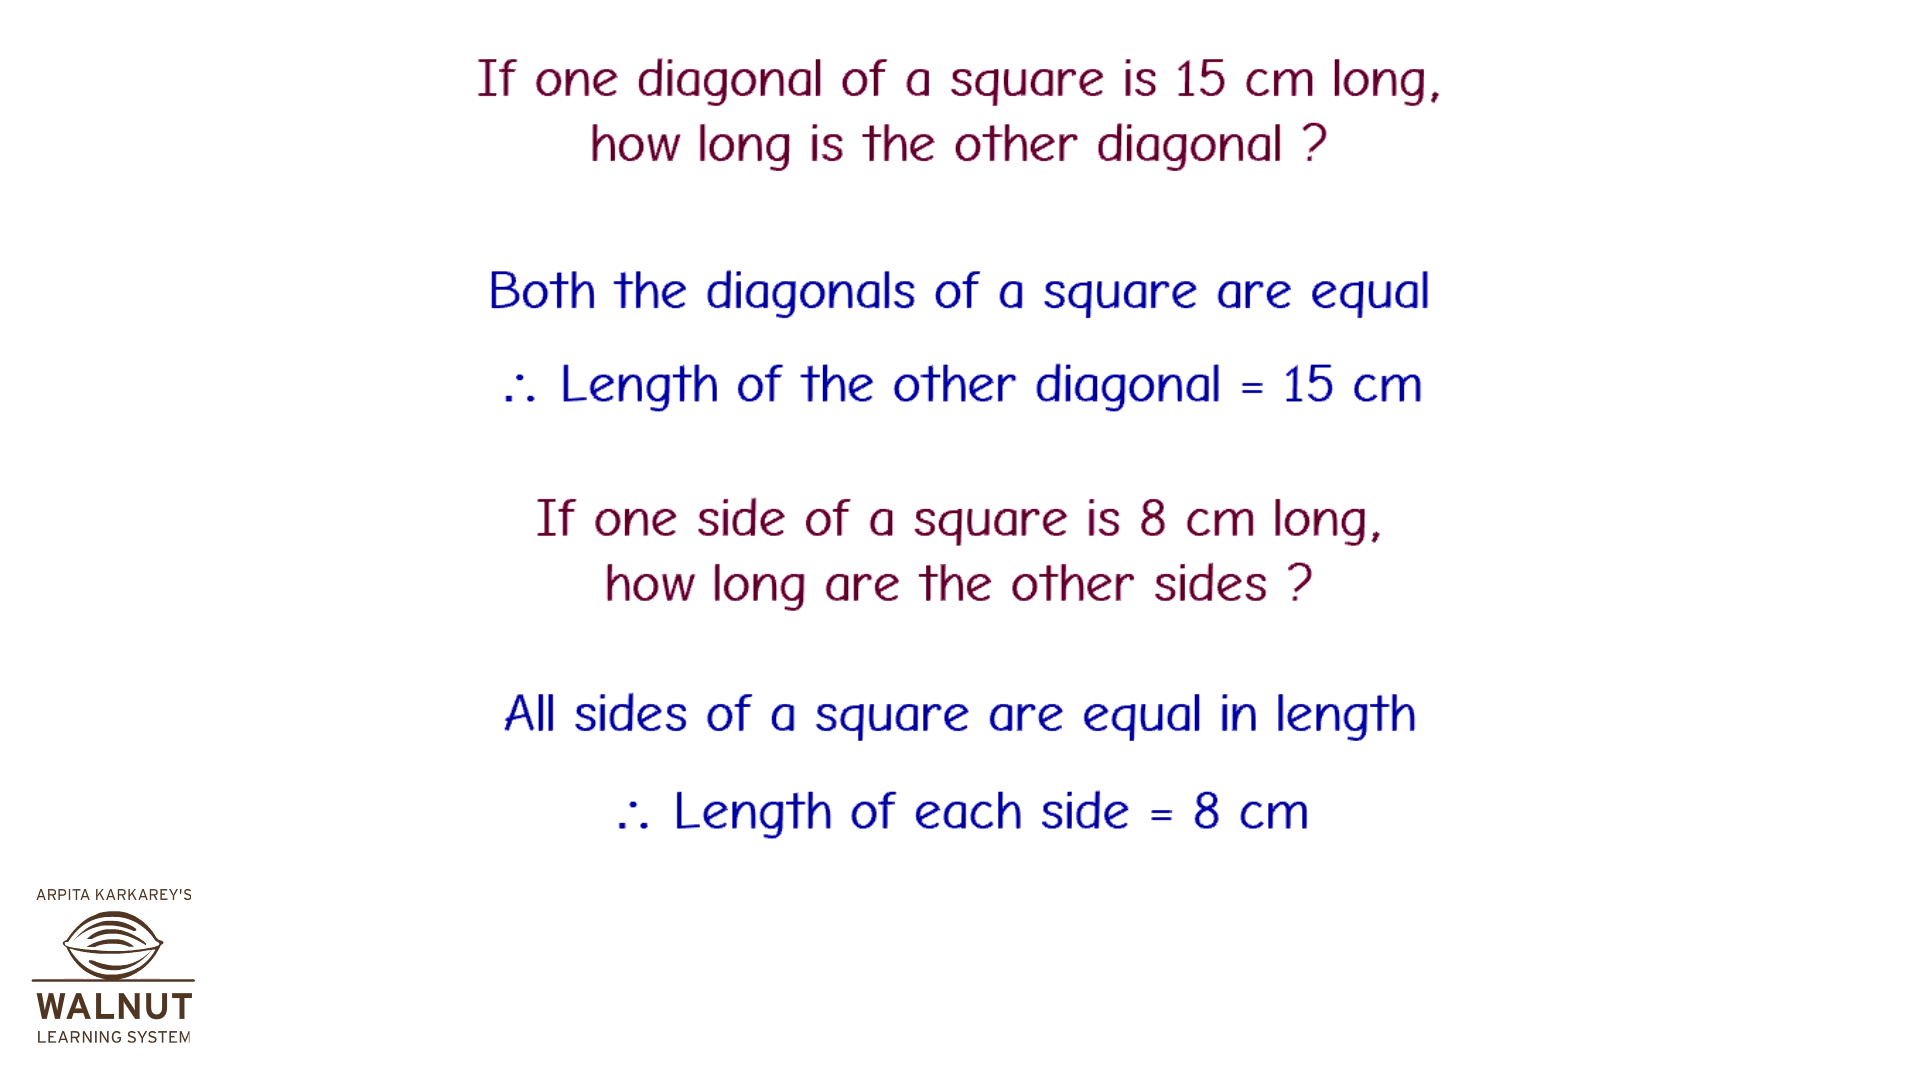 If one diagonal of a square is 15 cm long,
how long is the other diagonal ?
Both the diagonals of a square are equal
∴ Length of the other diagonal = 15 cm
If one side of a square is 8 cm long,
how long are the other sides ?
All sides of a square are equal in length
∴ Length of each side = 8 cm
ARPITA KARKAREY'S
WALNUT
LEARNING SYSTEM